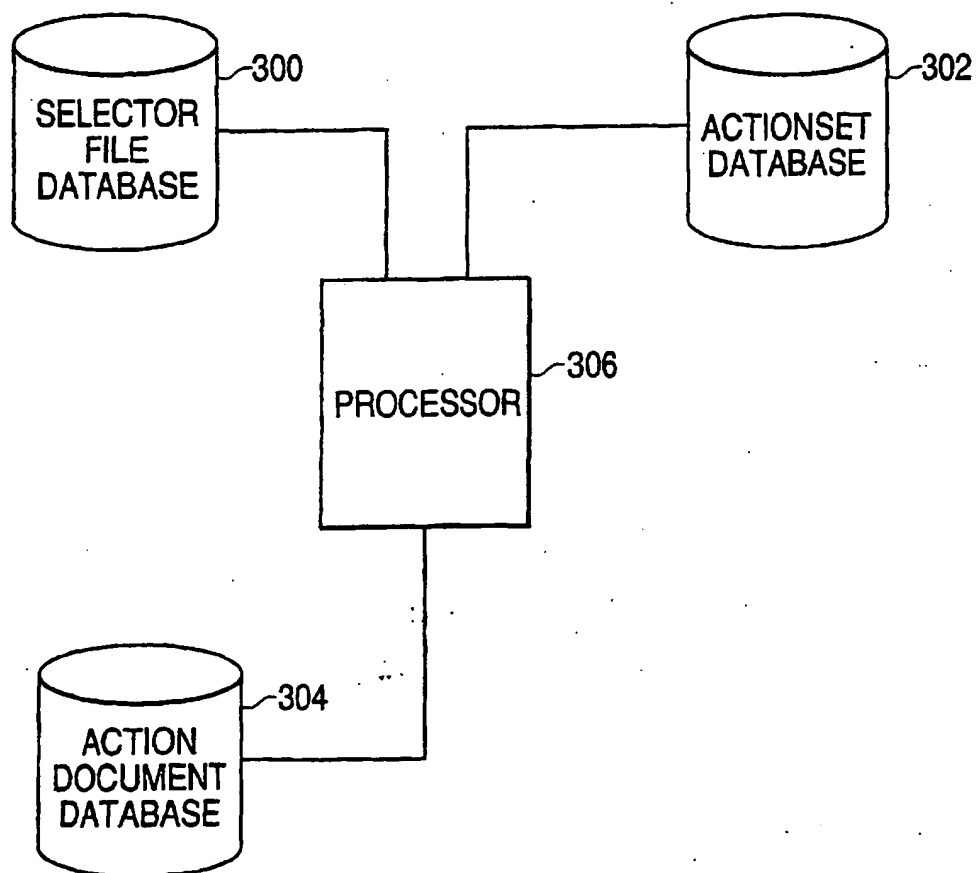 300
SELECTOR
FILE
DATABASE
302
ACTIONSET
DATABASE
306
PROCESSOR
304
ACTION
DOCUMENT
DATABASE